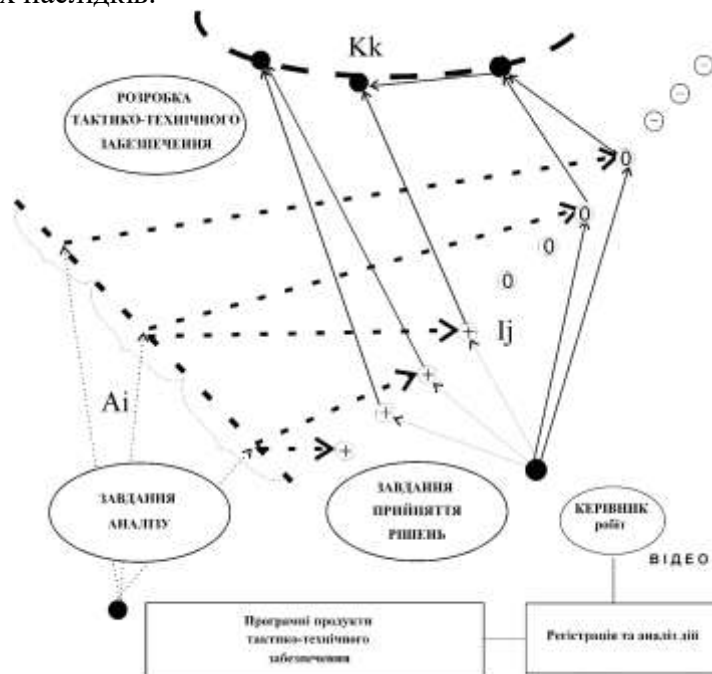 х наслідків.
Kk
РОЗРОБКА
ТАКТИКО-ТЕХНІЧНОГО
ЗАБЕЗПЕЧЕННЯ
0
0
0
0
Ij
+
+
+
+
Ai
ЗАВДАННЯ
АНАЛІЗУ
ЗАВДАННЯ
ПРИЙНЯТТЯ
РІШЕНЬ
КЕРІВНИК
робіт
ВІДЕО
Програмні продукти
тактико-технічного
забезпечення
Регістрація та аналіз дій